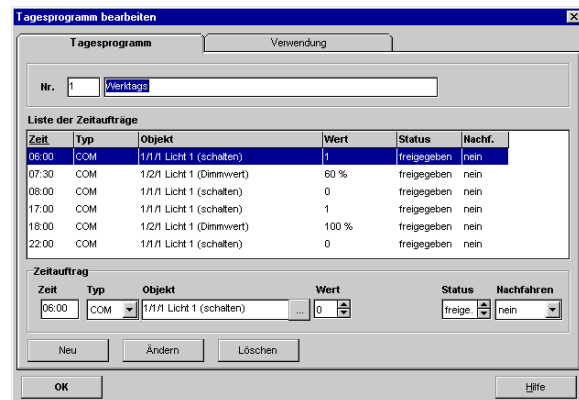 Tagesprogramm bearbeiten
Tagesprogramm Verwendung
Nr. 1 Werktags
Liste der Zeitaufträge
Zeit Typ Objekt Wert Status Nachf.
06:00 COM 1/1/1 Licht 1 (schalten) 1 freigegeben nein
07:30 COM 1/2/1 Licht 1 (Dimmwert) 60 % freigegeben nein
08:00 COM 1/1/1 Licht 1 (schalten) 0 freigegeben nein
17:00 COM 1/1/1 Licht 1 (schalten) 1 freigegeben nein
18:00 COM 1/2/1 Licht 1 (Dimmwert) 100 % freigegeben nein
22:00 COM 1/1/1 Licht 1 (schalten) 0 freigegeben nein
Zeitauftrag
Zeit Typ Objekt Wert Status Nachfahren
06:00 COM 1/1/1 Licht 1 (schalten) ... 0 freige. nein
Neu Ändern Löschen
OK Hilfe